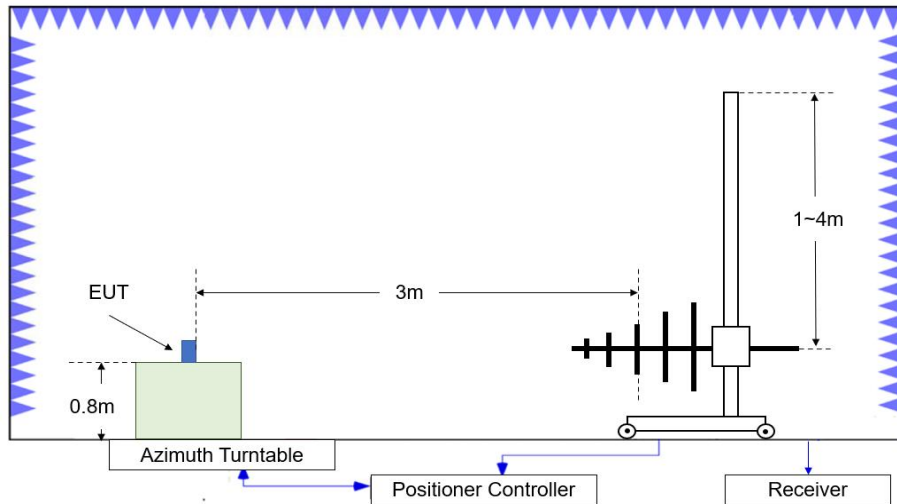 1~4m
EUT
3m
0.8m
Azimuth Turntable
Positioner Controller
Receiver